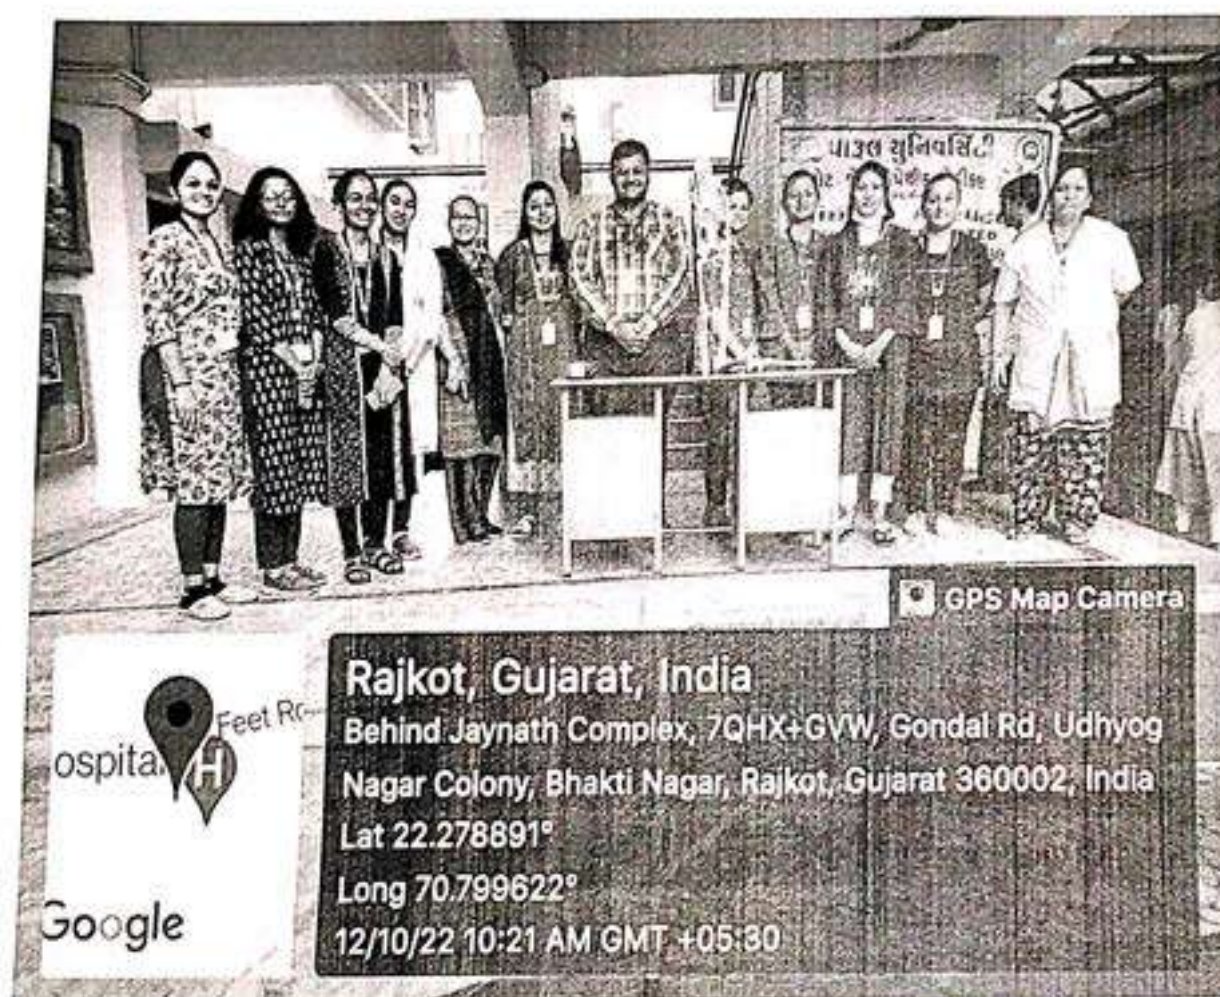 પારૂલ યુનિવર્સિટી
GPS Map Camera
Rajkot, Gujarat, India
Behind Jaynath Complex, 7QHX+GVW, Gondal Rd, Udhyog
Nagar Colony, Bhakti Nagar, Rajkot, Gujarat 360002, India
Lat 22.278891°
Long 70.799622°
12/10/22 10:21 AM GMT +05:30
Feet
ospital
H
Google